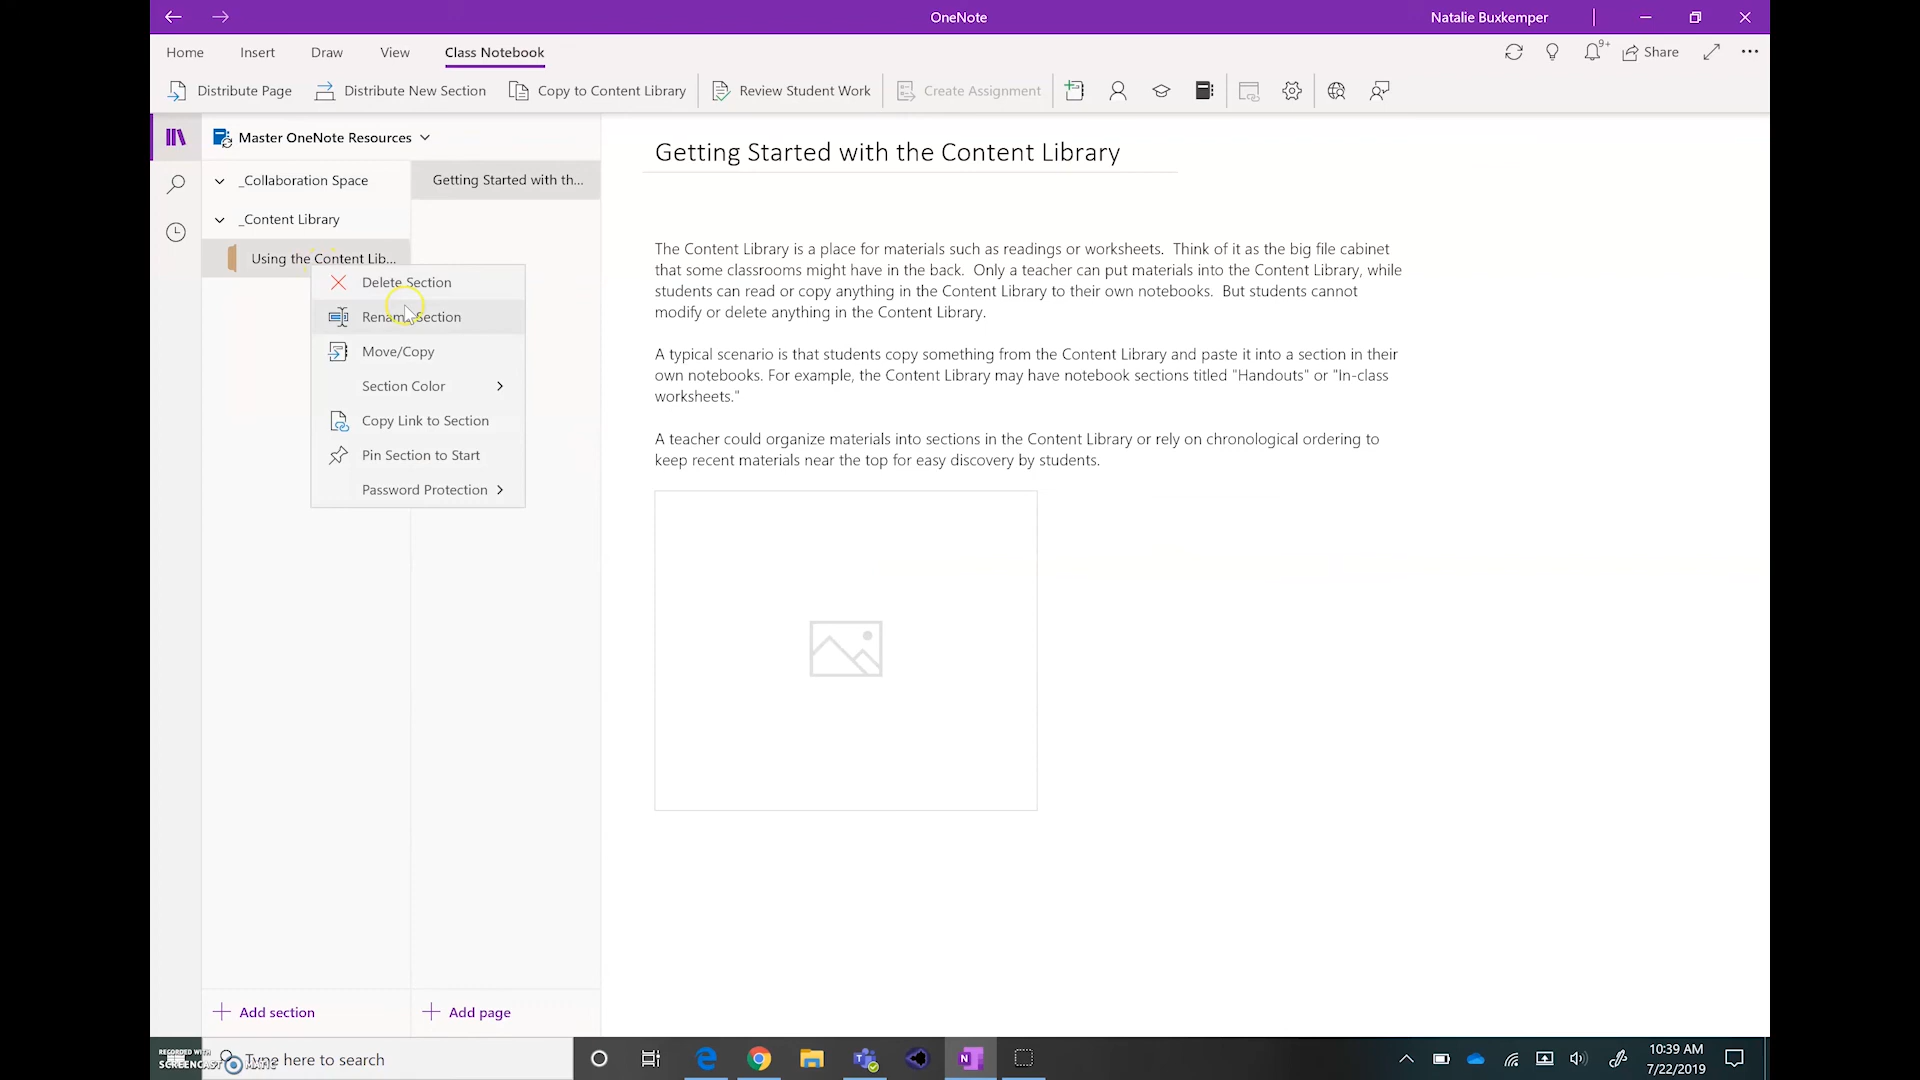 OneNote
Natalie Buxkemper
Home
Insert
Draw
View
Class Notebook
9+
Share
Distribute Page
Distribute New Section
Copy to Content Library
Review Student Work
Create Assignment
Master OneNote Resources
_Collaboration Space
_Content Library
Using the Content Lib...
Getting Started with th...
Delete Section
Rename Section
Move/Copy
Section Color
Copy Link to Section
Pin Section to Start
Password Protection
Getting Started with the Content Library
The Content Library is a place for materials such as readings or worksheets. Think of it as the big file cabinet
that some classrooms might have in the back. Only a teacher can put materials into the Content Library, while
students can read or copy anything in the Content Library to their own notebooks. But students cannot
modify or delete anything in the Content Library.
A typical scenario is that students copy something from the Content Library and paste it into a section in their
own notebooks. For example, the Content Library may have notebook sections titled "Handouts" or "In-class
worksheets."
A teacher could organize materials into sections in the Content Library or rely on chronological ordering to
keep recent materials near the top for easy discovery by students.
Add section
Add page
RECORDED WITH
SCREENCAST MATIC
Type here to search
N
10:39 AM
7/22/2019